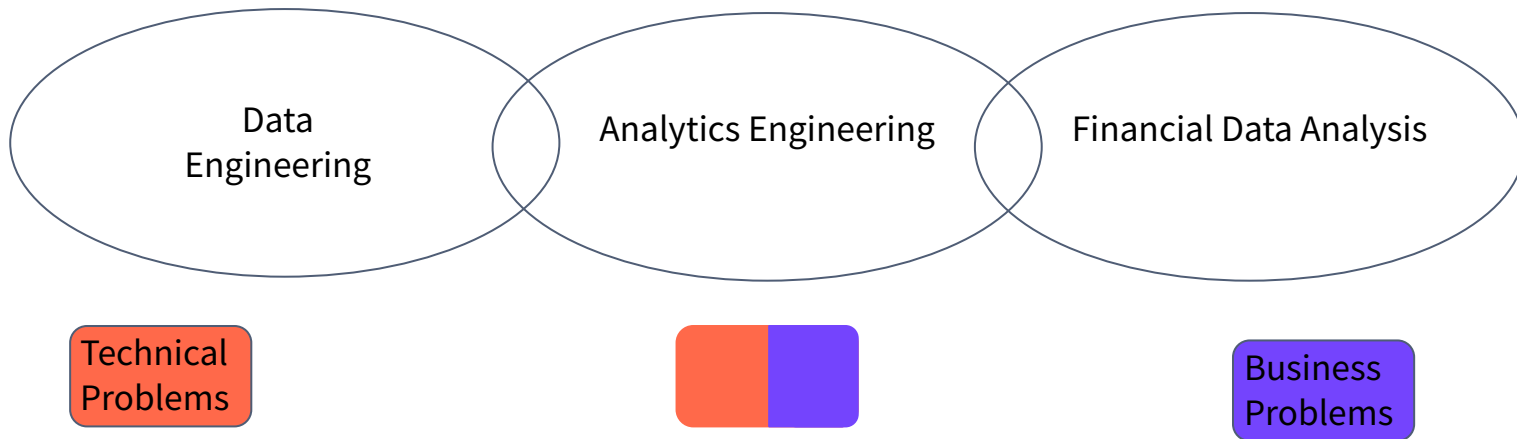 Data
Engineering
Analytics Engineering
Financial Data Analysis
Technical
Problems
Business
Problems